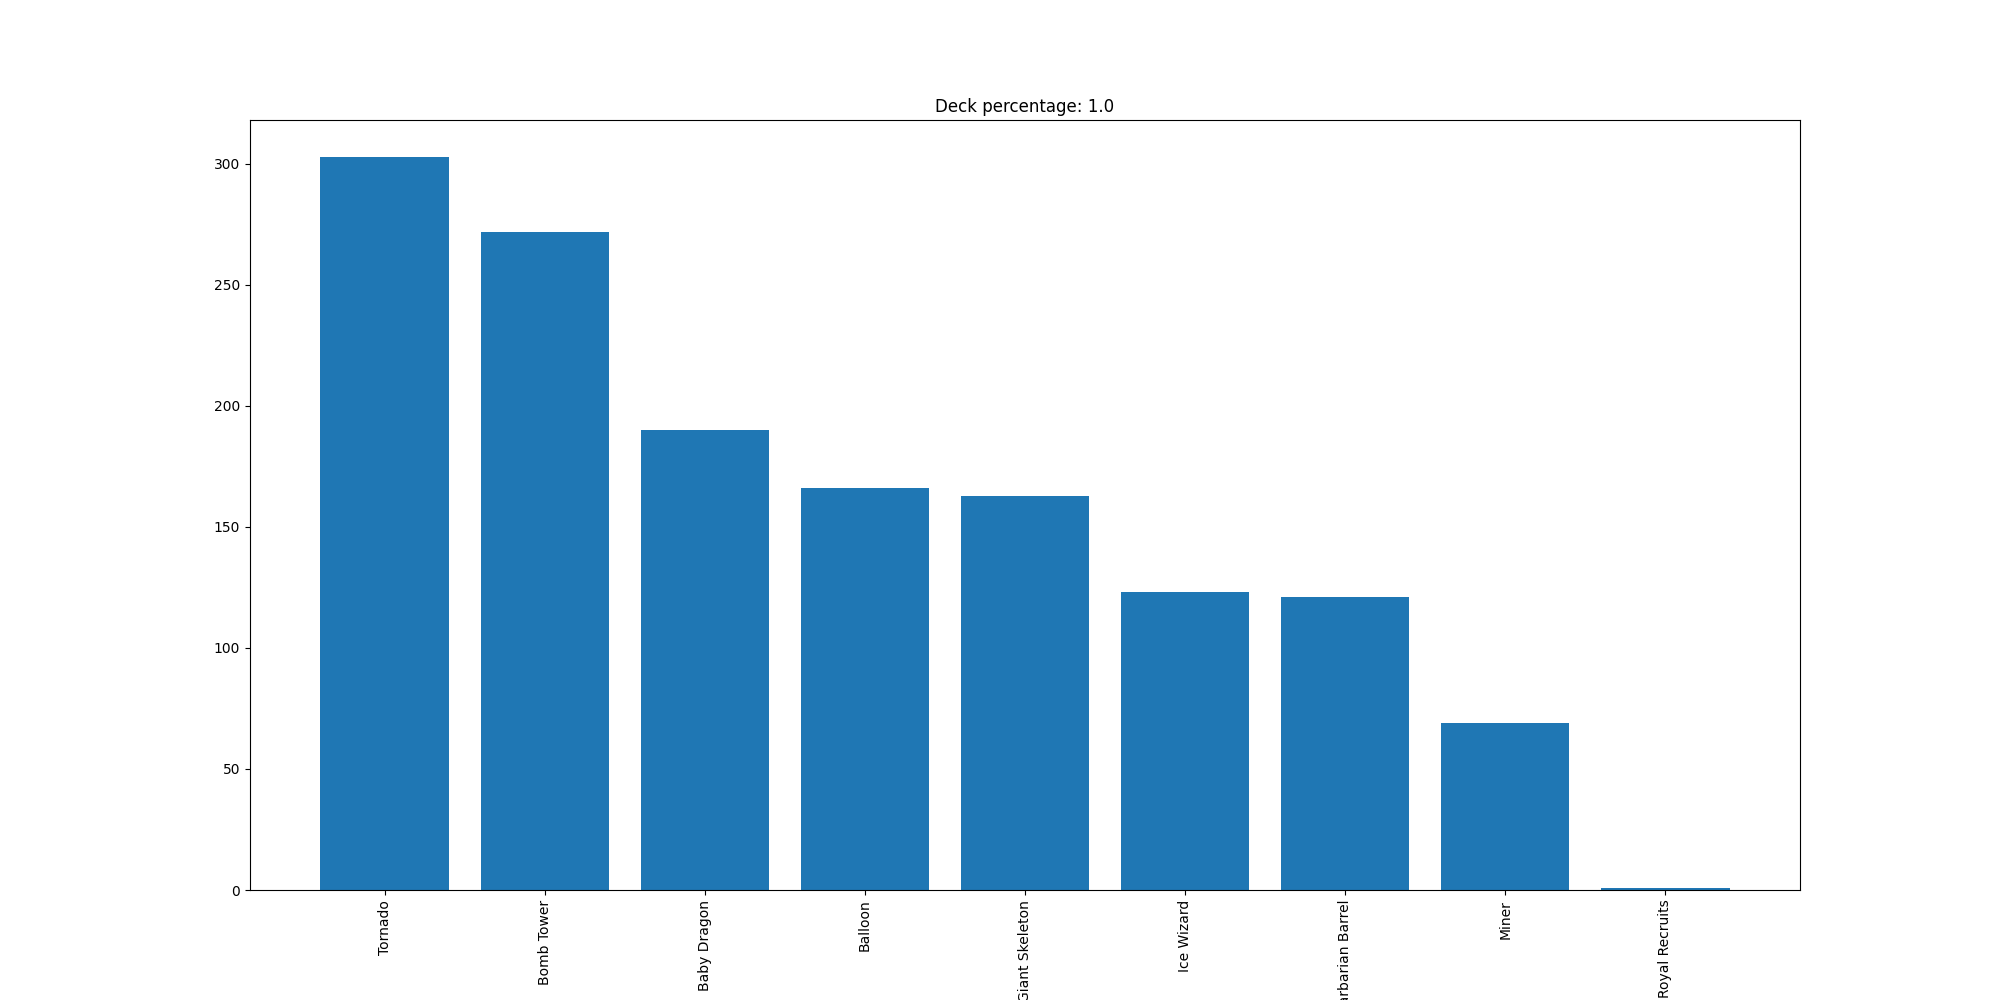 Deck percentage: 1.0
300
250
200
150
100
50
0
Tornado
Bomb Tower
Baby Dragon
Balloon
Giant Skeleton
Ice Wizard
arbarian Barrel
Miner
Royal Recruits